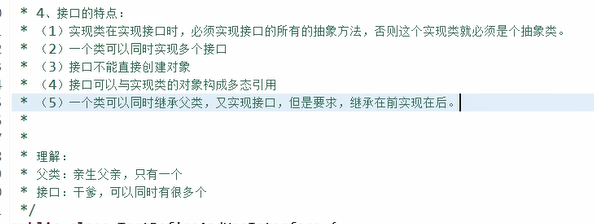 * 4、接口的特点：
* （1）实现类在实现接口时，必须实现接口的所有的抽象方法，否则这个实现类就必须是个抽象类。
* （2）一个类可以同时实现多个接口
* （3）接口不能直接创建对象
* （4）接口可以与实现类的对象构成多态引用
* （5）一个类可以同时继承父类，又实现接口，但是要求，继承在前实现在后。
*
*
* 理解：
* 父类：亲生父亲，只有一个
* 接口：干爹，可以同时有很多个
*/